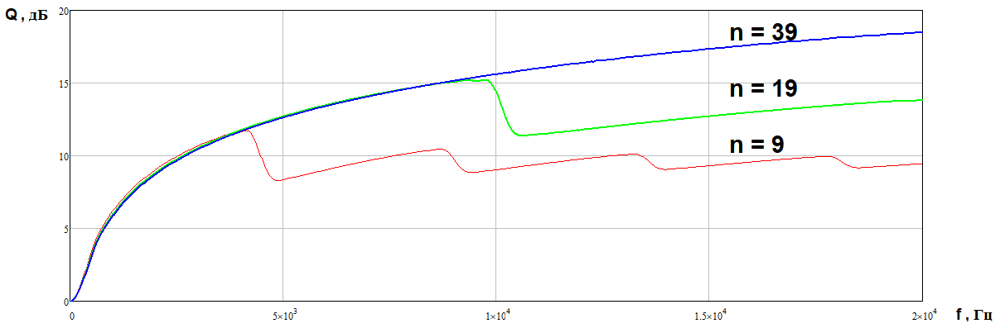 Q , дБ
20
n = 39
15
n = 19
10
n = 9
5
0
0 5×10³ 1×10⁴ 1.5×10⁴ 2×10⁴ f , Гц